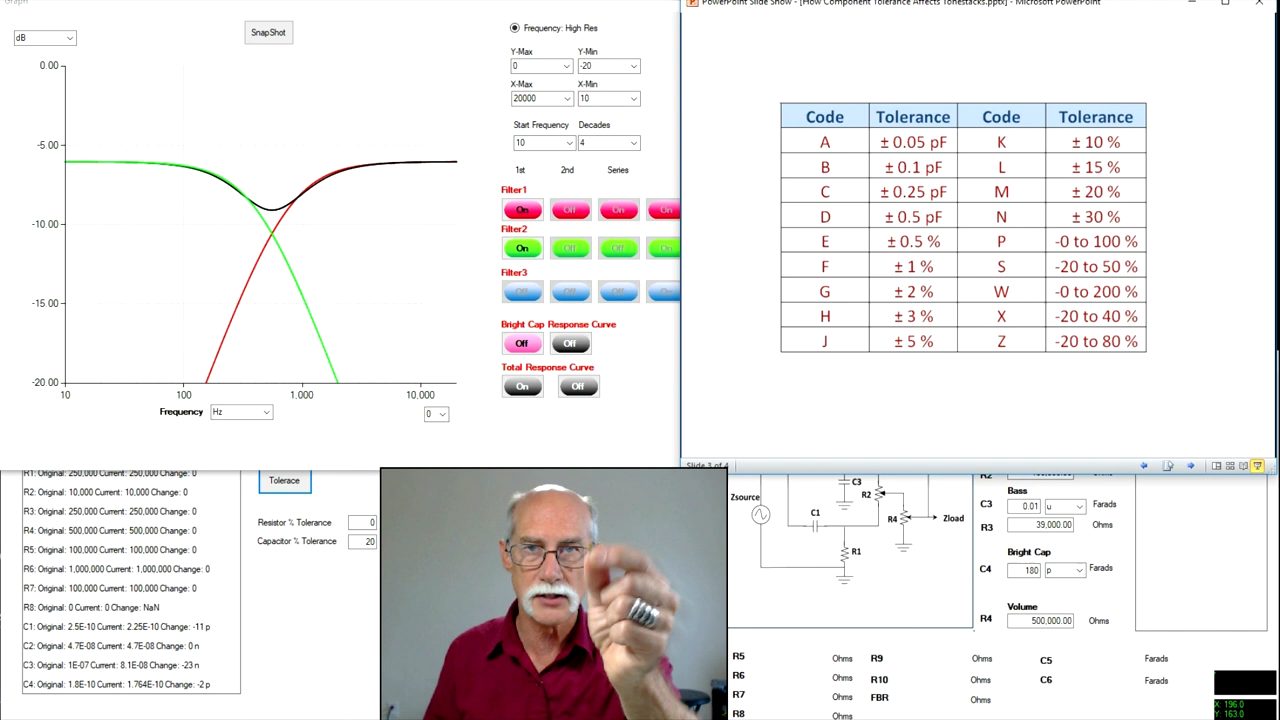 Graph
PowerPoint Slide Show - [How Component Tolerance Affects Tonestacks.pptx] - Microsoft PowerPoint
dB
SnapShot
Frequency: High Res
Y-Max Y-Min
0 -20
X-Max X-Min
20000 10
Start Frequency Decades
10 4
1st 2nd Series
Filter1
On Off On On
Filter2
On Off Off On
Filter3
Off Off Off On
Bright Cap Response Curve
Off Off
Total Response Curve
On Off
0.00
-5.00
-10.00
-15.00
-20.00
10 100 1,000 10,000
Frequency Hz 0
Code Tolerance Code Tolerance
A ± 0.05 pF K ± 10 %
B ± 0.1 pF L ± 15 %
C ± 0.25 pF M ± 20 %
D ± 0.5 pF N ± 30 %
E ± 0.5 % P -0 to 100 %
F ± 1 % S -20 to 50 %
G ± 2 % W -0 to 200 %
H ± 3 % X -20 to 40 %
J ± 5 % Z -20 to 80 %
Slide 3 of 4
R1: Original: 250,000 Current: 250,000 Change: 0
R2: Original: 10,000 Current: 10,000 Change: 0
R3: Original: 250,000 Current: 250,000 Change: 0
R4: Original: 500,000 Current: 500,000 Change: 0
R5: Original: 100,000 Current: 100,000 Change: 0
R6: Original: 1,000,000 Current: 1,000,000 Change: 0
R7: Original: 100,000 Current: 100,000 Change: 0
R8: Original: 0 Current: 0 Change: NaN
C1: Original: 2.5E-10 Current: 2.25E-10 Change: -11 p
C2: Original: 4.7E-08 Current: 4.7E-08 Change: 0 n
C3: Original: 1E-07 Current: 8.1E-08 Change: -23 n
C4: Original: 1.8E-10 Current: 1.764E-10 Change: -2 p
Tolerace
Resistor % Tolerance 0
Capacitor % Tolerance 20
Zsource
C1
C3
R2
R4
Zload
R1
R2 Ohms
Bass
C3 0.01 u Farads
R3 39,000.00 Ohms
Bright Cap
C4 180 p Farads
Volume
R4 500,000.00 Ohms
R5 Ohms R9 Ohms C5 Farads
R6 Ohms R10 Ohms C6 Farads
R7 Ohms FBR Ohms
R8 Ohms
X: 196.0
Y: 163.0